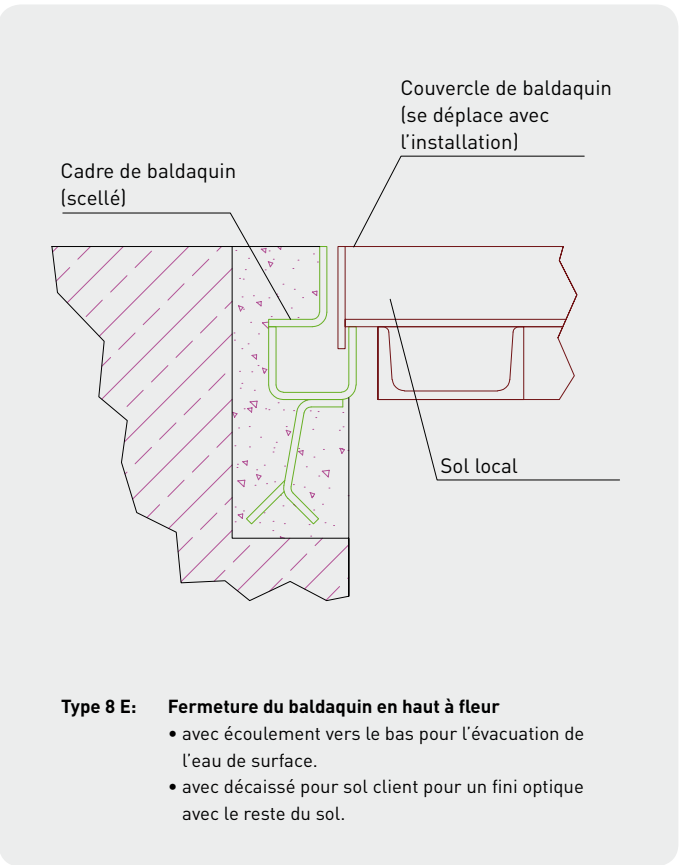 Couvercle de baldaquin
(se déplace avec
l'installation)
Cadre de baldaquin
(scellé)
Sol local
Type 8 E: Fermeture du baldaquin en haut à fleur
• avec écoulement vers le bas pour l'évacuation de
l'eau de surface.
• avec décaissé pour sol client pour un fini optique
avec le reste du sol.